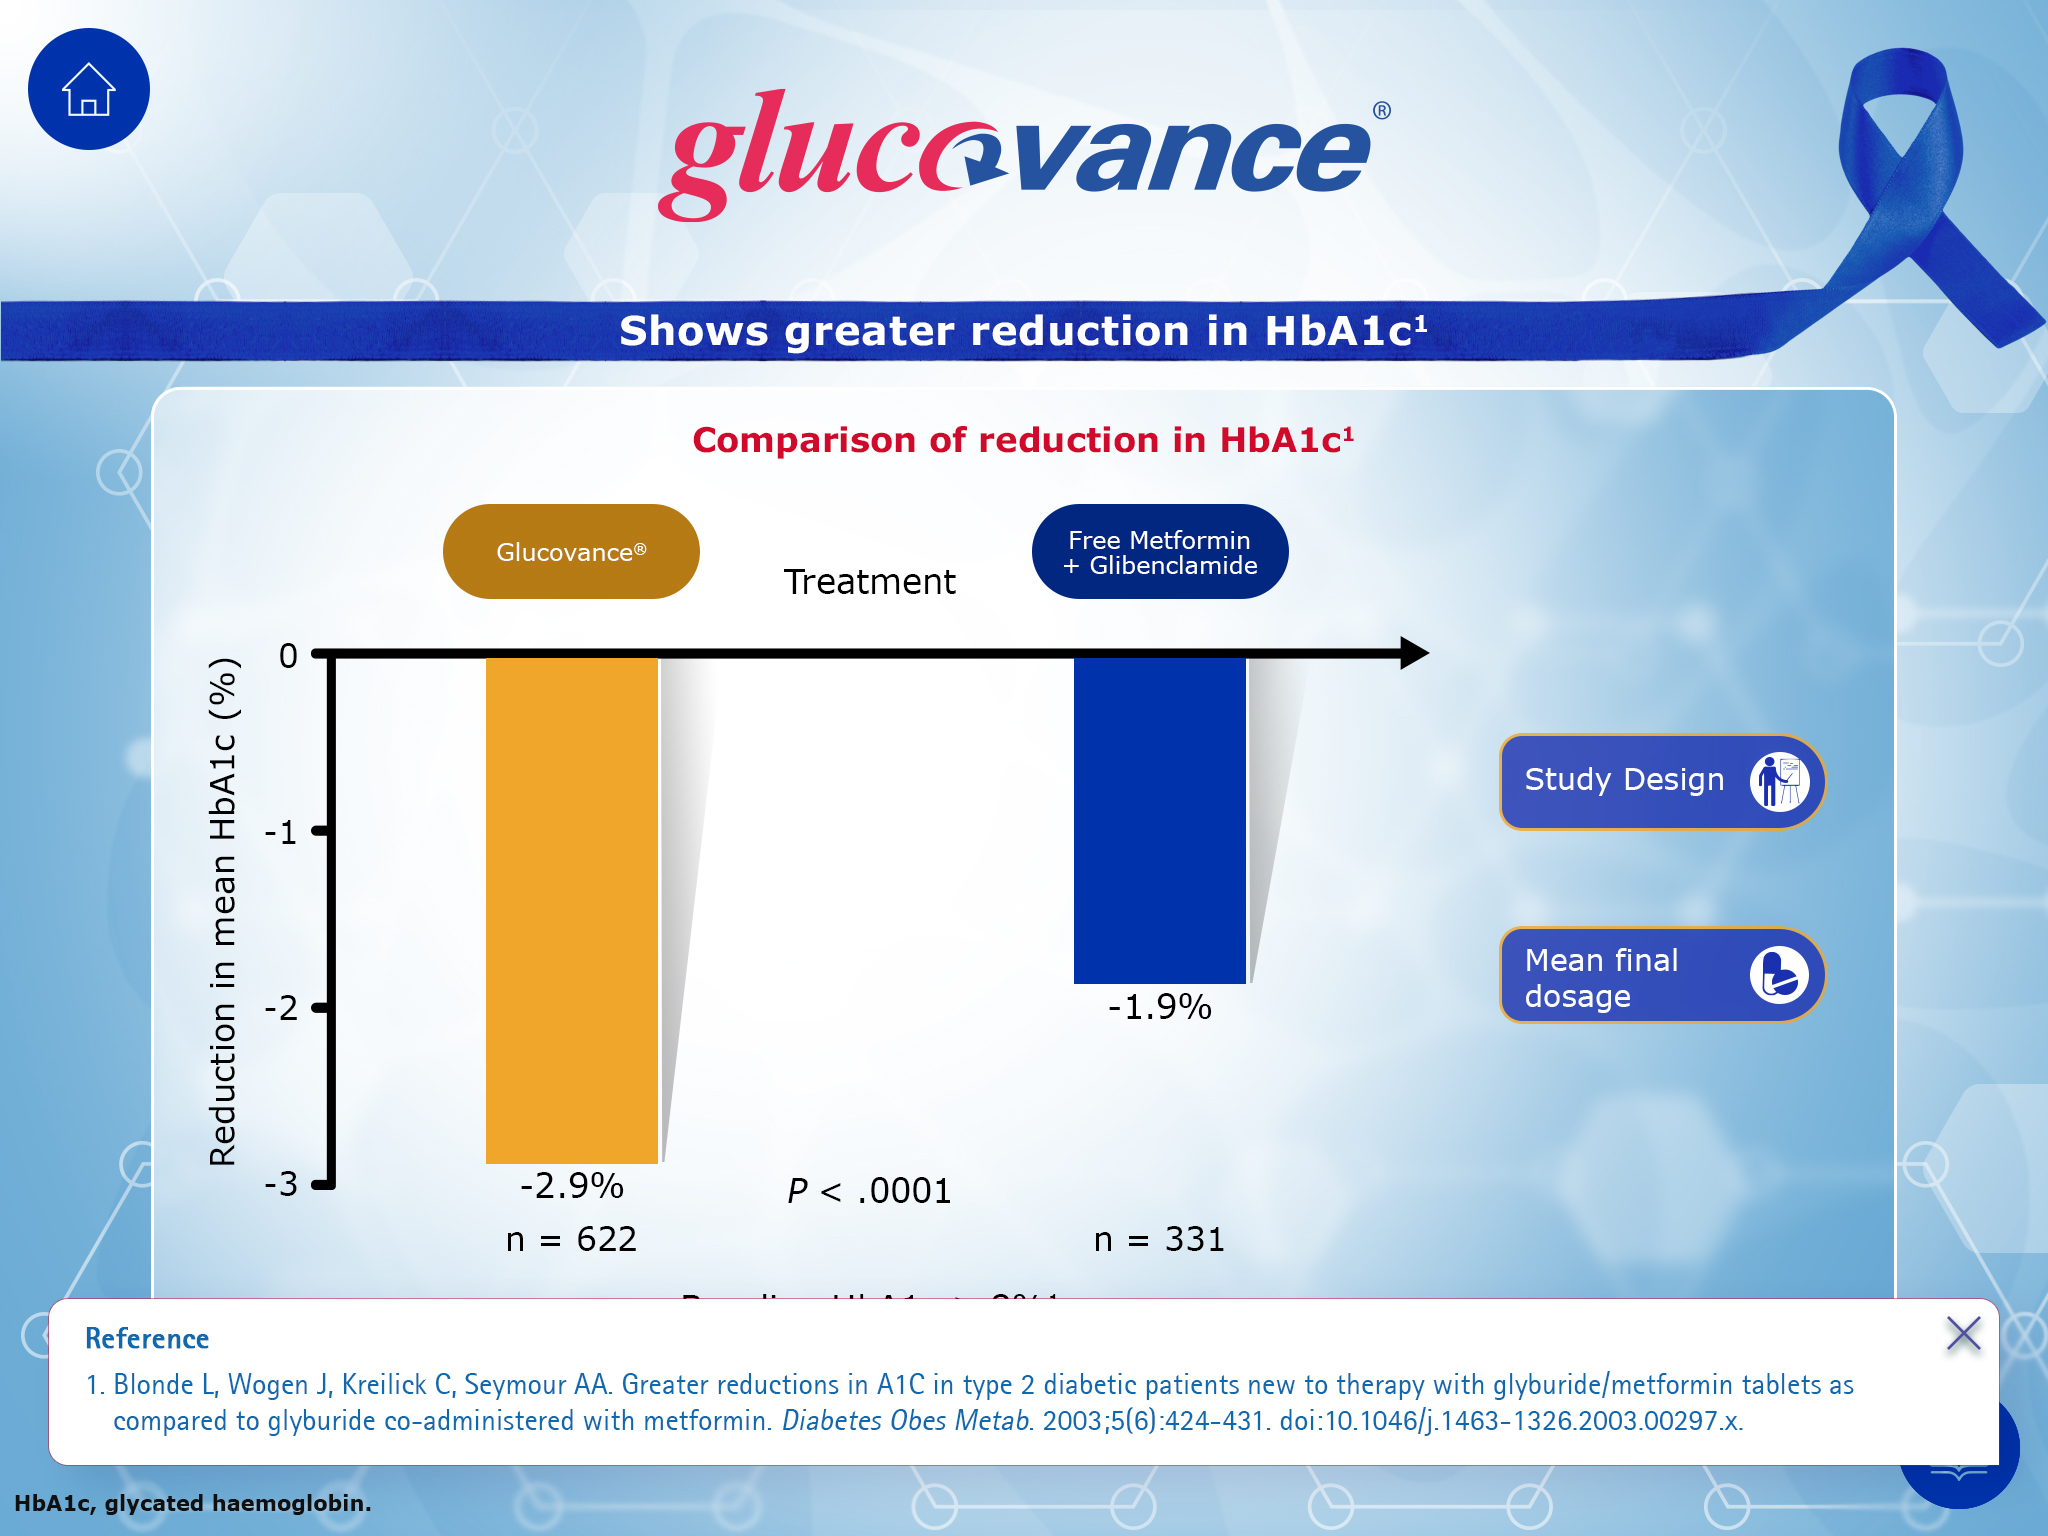 glucovance®
Shows greater reduction in HbA1c¹
Comparison of reduction in HbA1c¹
Glucovance®
Treatment
Free Metformin
+ Glibenclamide
Reduction in mean HbA1c (%)
0
-1
-2
-3
-2.9%
-1.9%
P < .0001
n = 622
n = 331
Study Design
Mean final
dosage
Reference
1. Blonde L, Wogen J, Kreilick C, Seymour AA. Greater reductions in A1C in type 2 diabetic patients new to therapy with glyburide/metformin tablets as
compared to glyburide co-administered with metformin. Diabetes Obes Metab. 2003;5(6):424-431. doi:10.1046/j.1463-1326.2003.00297.x.
HbA1c, glycated haemoglobin.